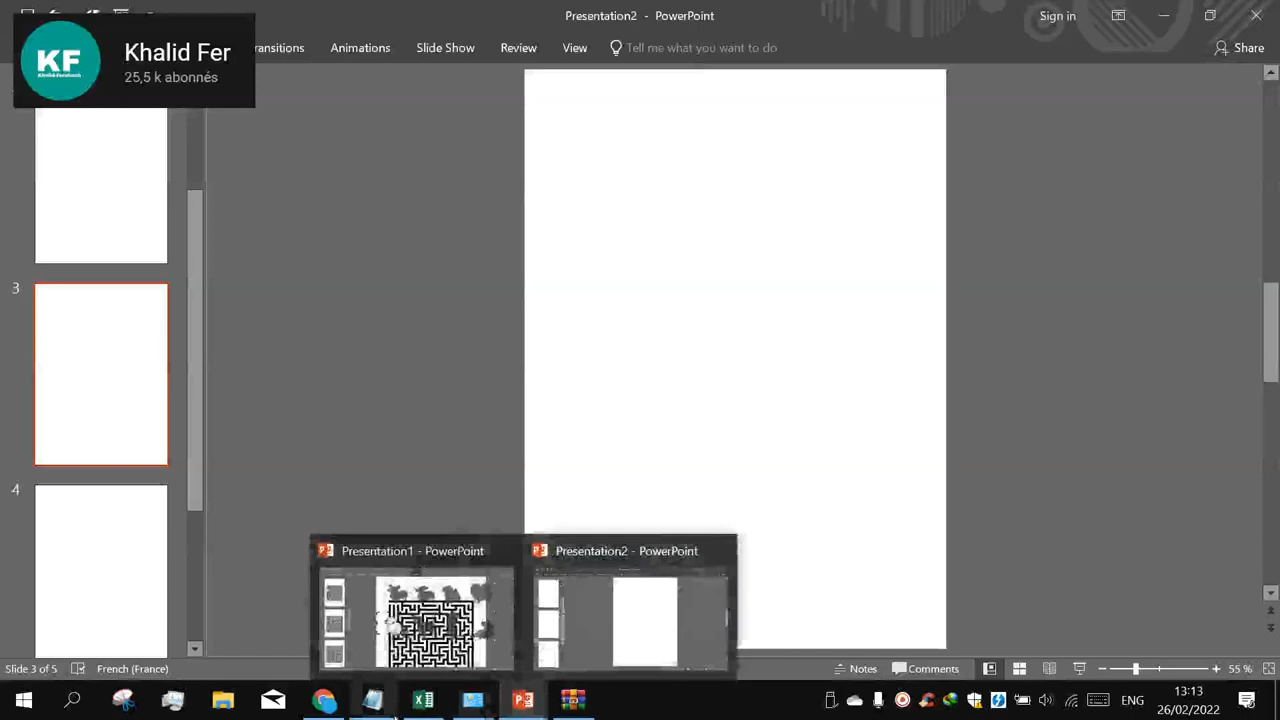 Presentation2 - PowerPoint
Sign in
KF
Khalid Fer
25,5 k abonnés
Animations
Slide Show
Review
View
Tell me what you want to do
Share
3
4
Presentation1 - PowerPoint
Presentation2 - PowerPoint
Slide 3 of 5
French (France)
Notes
Comments
55 %
ENG
13:13
26/02/2022